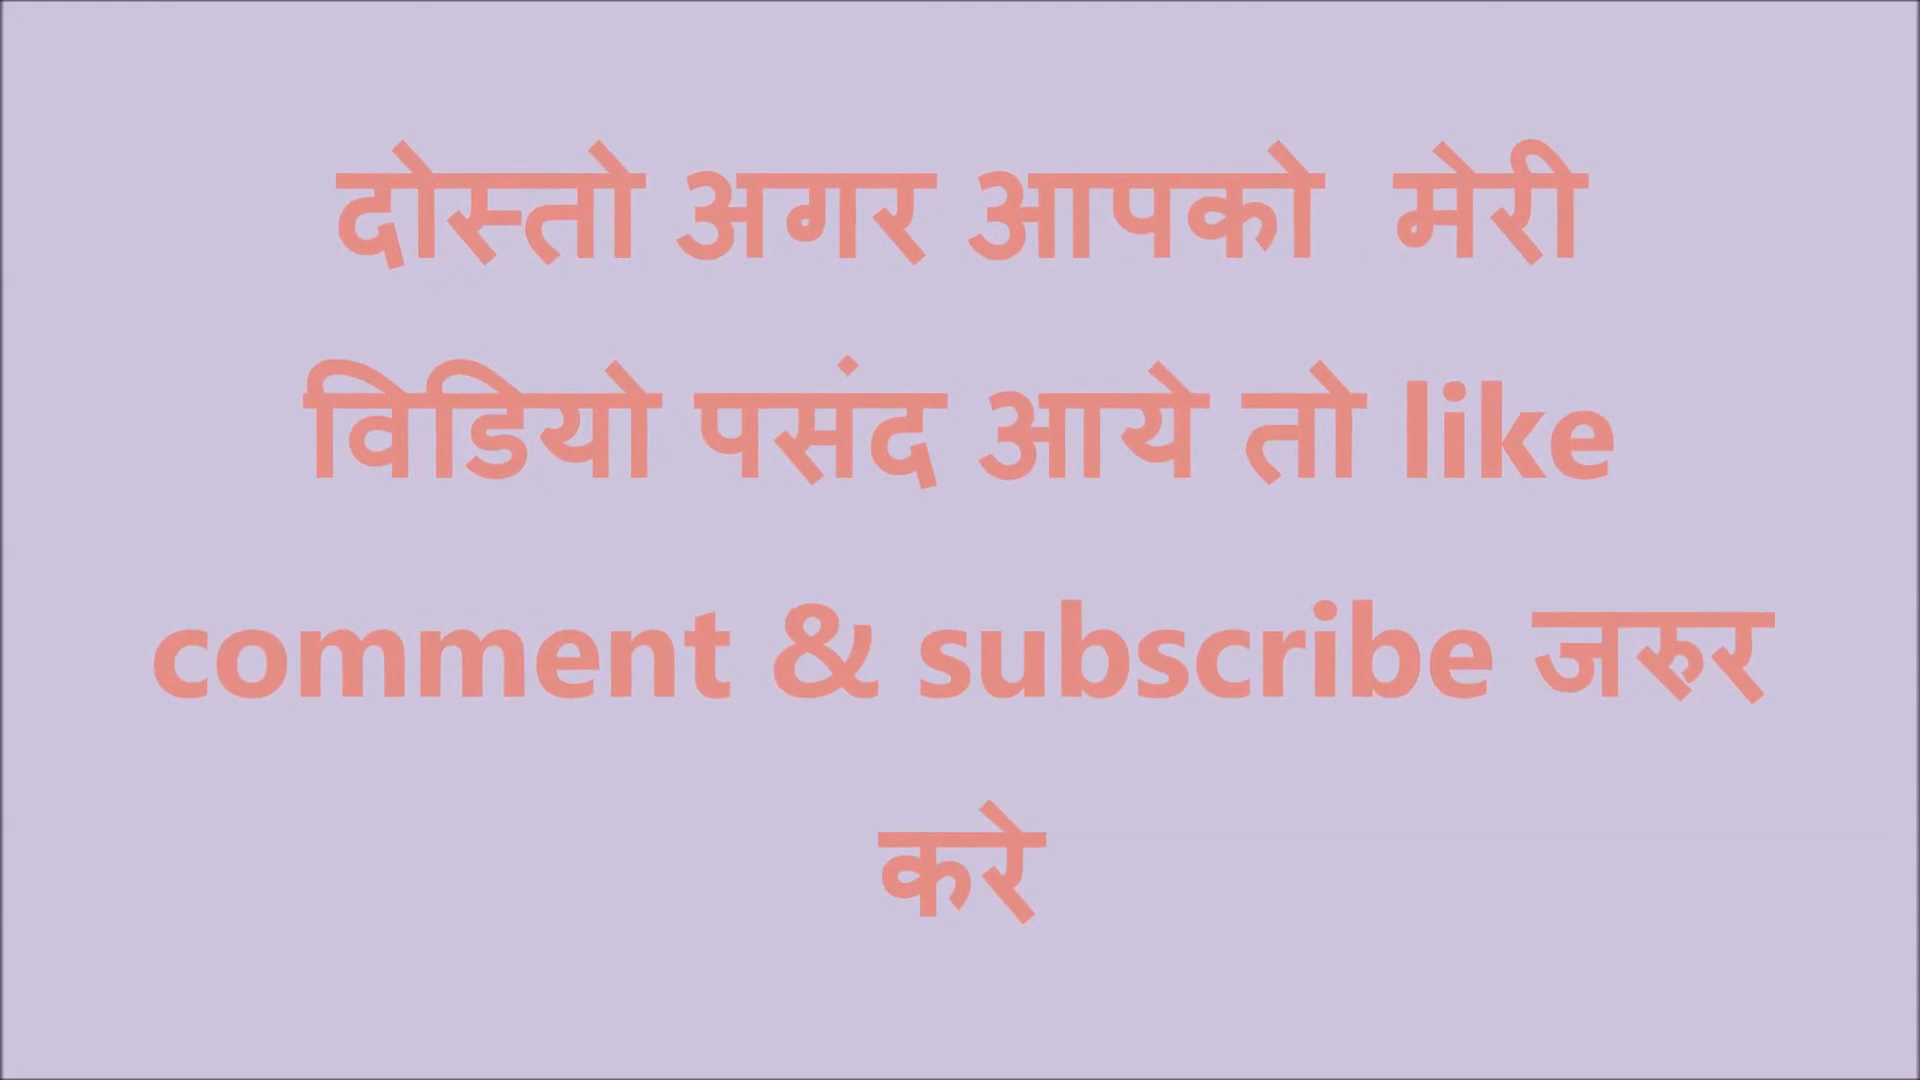 दोस्तो अगर आपको मेरी
विडियो पसंद आये तो like
comment & subscribe जरुर
करे